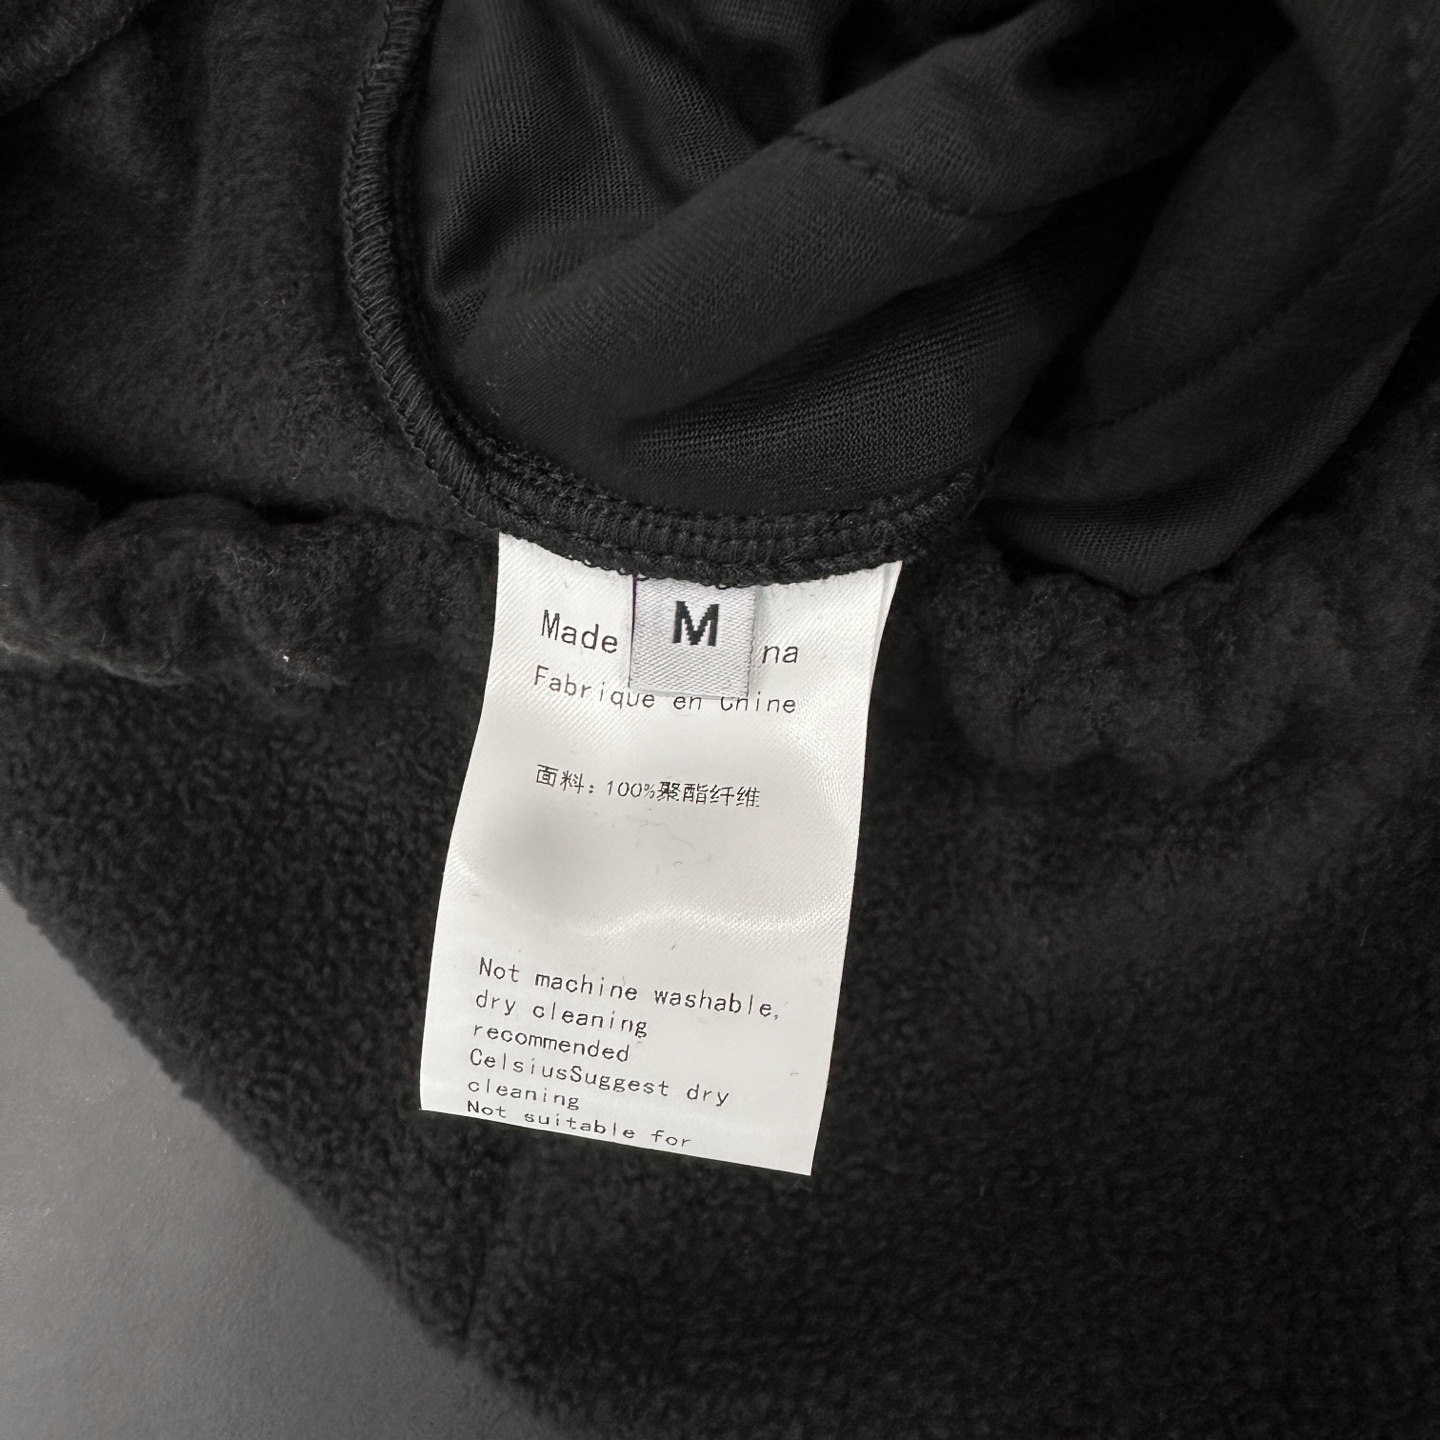 M
Made na
Fabrique en Chine
面料: 100%聚酯纤维
Not machine washable,
dry cleaning
recommended
CelsiusSuggest dry
cleaning
Not suitable for